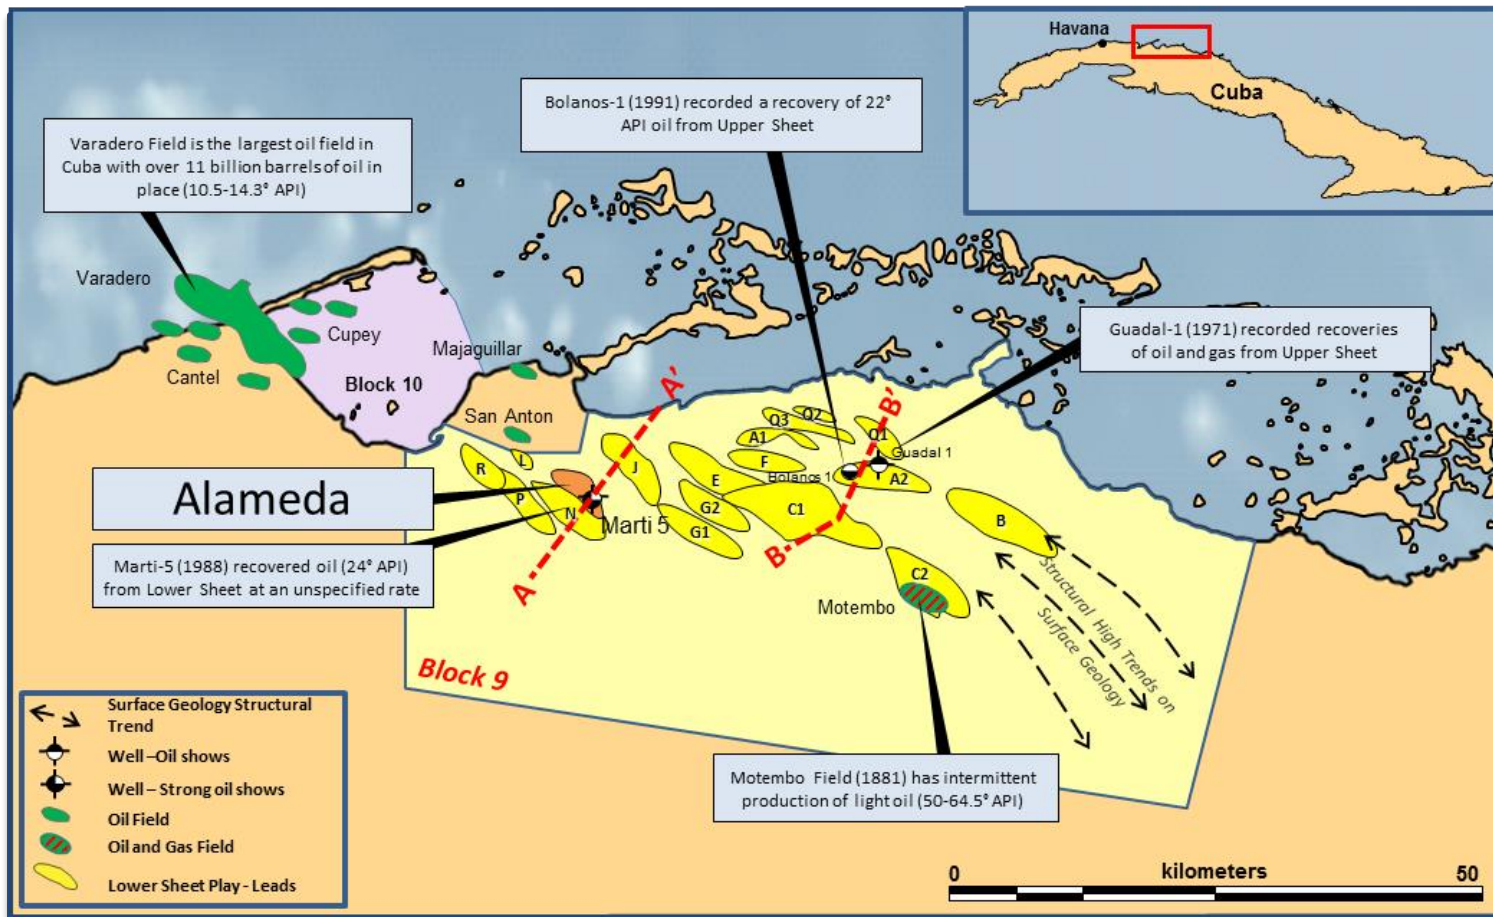 Havana
Cuba
Bolanos-1 (1991) recorded a recovery of 22°
API oil from Upper Sheet
Varadero Field is the largest oil field in
Cuba with over 11 billion barrels of oil in
place (10.5-14.3° API)
Varadero
Cupey
Cantel
Block 10
Majaguillar
San Anton
Guadal-1 (1971) recorded recoveries
of oil and gas from Upper Sheet
A'
B'
Q2
Q3
A1
Q1
Guadal 1
F
Bolanos 1
A2
R
L
J
E
P
N
G2
G1
C1
B
Alameda
Marti 5
Marti-5 (1988) recovered oil (24° API)
from Lower Sheet at an unspecified rate
A
B
C2
Motembo
Structural High Trends on
Surface Geology
Block 9
Surface Geology Structural
Trend
Well –Oil shows
Well – Strong oil shows
Oil Field
Oil and Gas Field
Lower Sheet Play - Leads
Motembo Field (1881) has intermittent
production of light oil (50-64.5° API)
0 kilometers 50